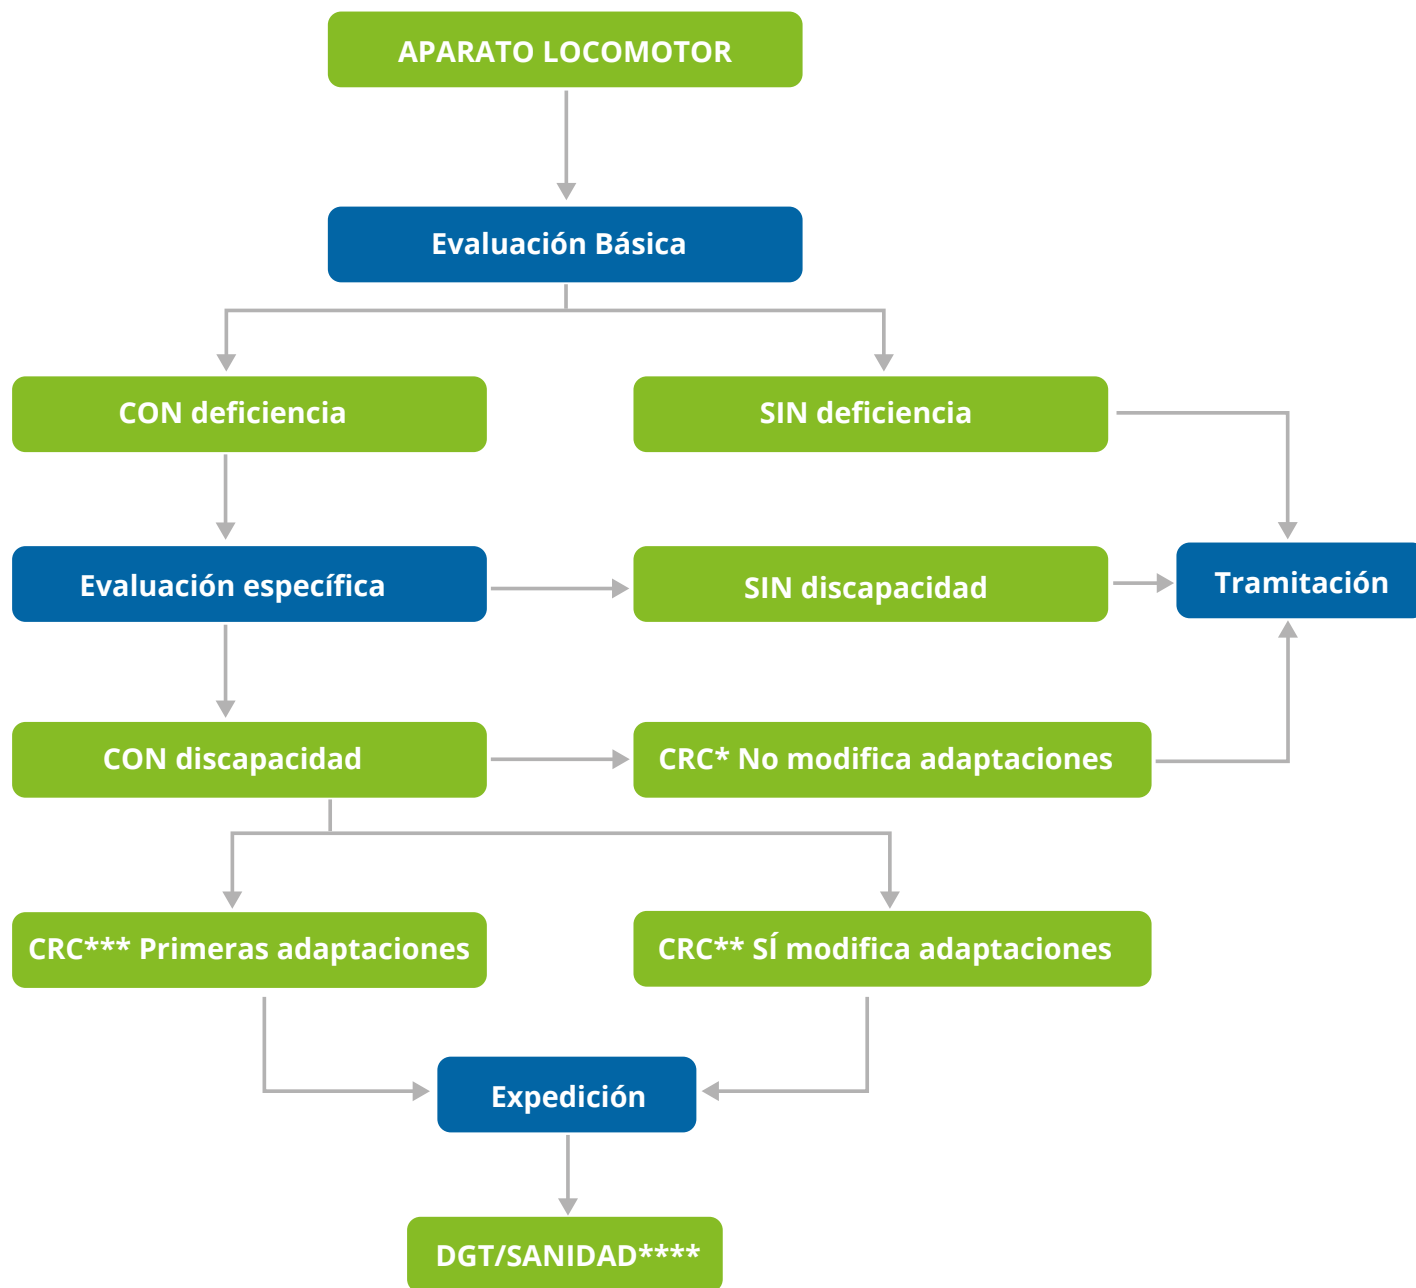 APARATO LOCOMOTOR
Evaluación Básica
CON deficiencia
SIN deficiencia
Evaluación específica
SIN discapacidad
Tramitación
CON discapacidad
CRC* No modifica adaptaciones
CRC*** Primeras adaptaciones
CRC** SÍ modifica adaptaciones
Expedición
DGT/SANIDAD****